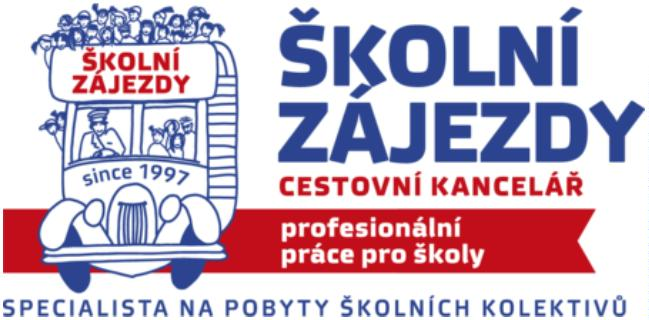 ŠKOLNÍ
ZÁJEZDY
since 1997
ŠKOLNÍ
ZÁJEZDY
CESTOVNÍ KANCELÁŘ
profesionální
práce pro školy
SPECIALISTA NA POBYTY ŠKOLNÍCH KOLEKTIVŮ